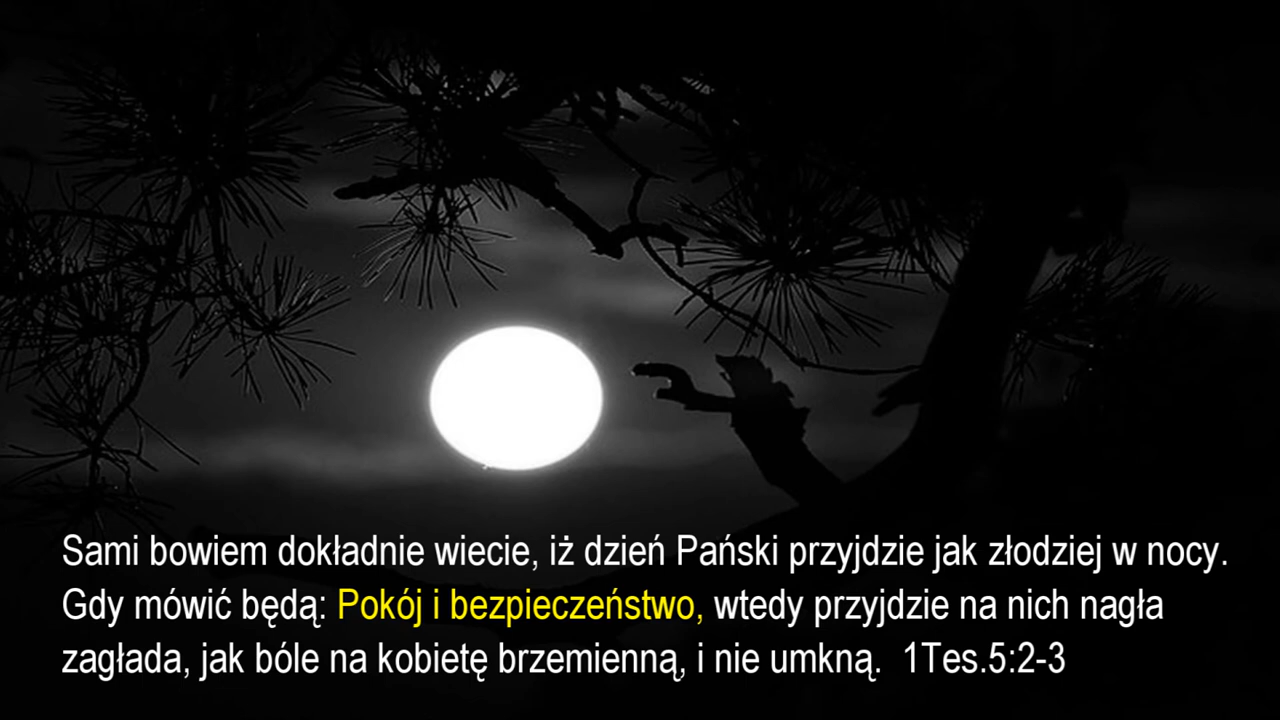 Sami bowiem dokładnie wiecie, iż dzień Pański przyjdzie jak złodziej w nocy.
Gdy mówić będą: Pokój i bezpieczeństwo, wtedy przyjdzie na nich nagła
zagłada, jak bóle na kobietę brzemienną, i nie umkną. 1Tes.5:2-3